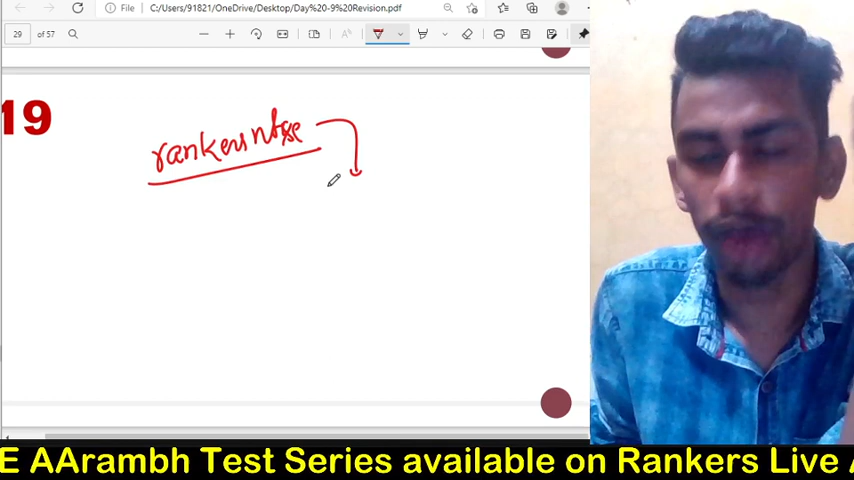 File C:/Users/91821/OneDrive/Desktop/Day%20-9%20Revision.pdf
29 of 57
19
E AArambh Test Series available on Rankers Live A